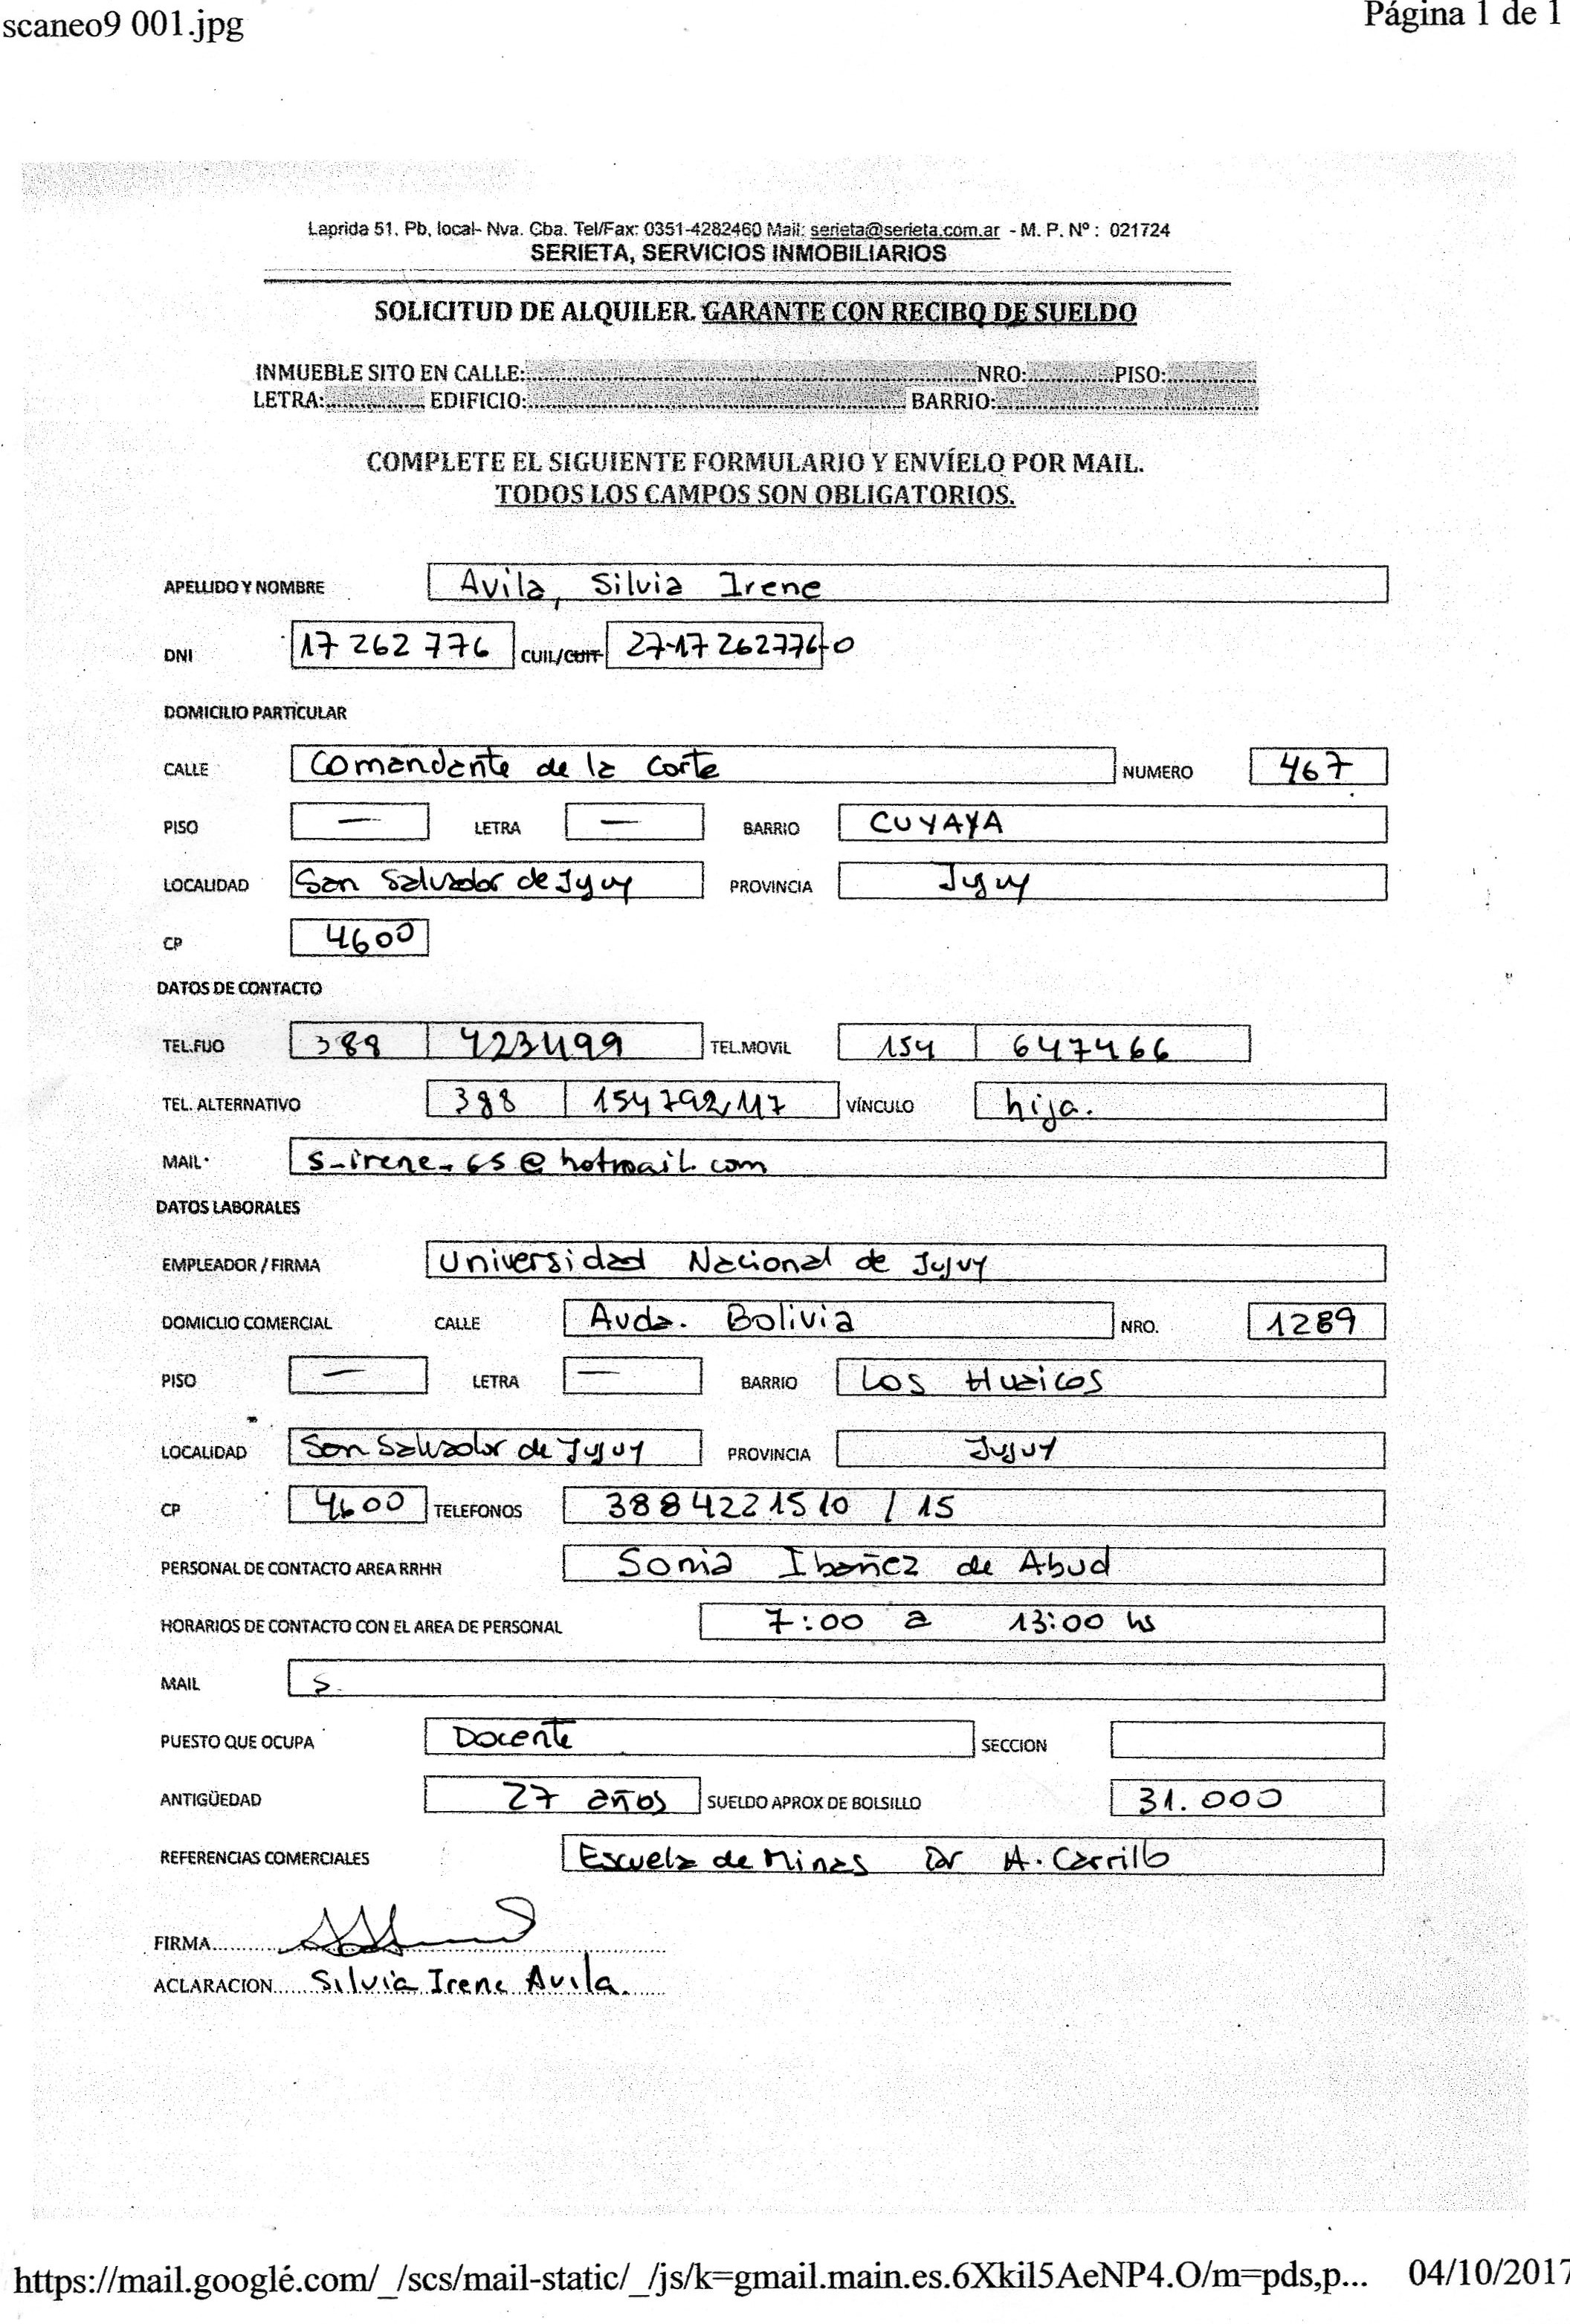 scaneo9 001.jpg Página 1 de 1
Laprida 51. Pb, local- Nva. Cba. Tel/Fax: 0351-4282460 Mail: serieta@serieta.com.ar - M. P. Nº : 021724
SERIETA, SERVICIOS INMOBILIARIOS
SOLICITUD DE ALQUILER. GARANTE CON RECIBO DE SUELDO
INMUEBLE SITO EN CALLE: NRO: PISO:
LETRA: EDIFICIO: BARRIO:
COMPLETE EL SIGUIENTE FORMULARIO Y ENVÍELO POR MAIL.
TODOS LOS CAMPOS SON OBLIGATORIOS.
APELLIDO Y NOMBRE Avila, Silvia Irene
DNI 17 262 776 CUIL/CUIT 27-17 262776-0
DOMICILIO PARTICULAR
CALLE Comandante de la Corte NUMERO 467
PISO — LETRA — BARRIO CUYAYA
LOCALIDAD San Salvador de Jujuy PROVINCIA Jujuy
CP 4600
DATOS DE CONTACTO
TEL.FIJO 388 423499 TEL.MOVIL 154 647466
TEL. ALTERNATIVO 388 154792117 VÍNCULO hija.
MAIL s_irene_65@hotmail.com
DATOS LABORALES
EMPLEADOR / FIRMA Universidad Nacional de Jujuy
DOMICLIO COMERCIAL CALLE Avda. Bolivia NRO. 1289
PISO — LETRA — BARRIO Los Huaicos
LOCALIDAD San Salvador de Jujuy PROVINCIA Jujuy
CP 4600 TELEFONOS 3884221510 / 15
PERSONAL DE CONTACTO AREA RRHH Sonia Ibañez de Abud
HORARIOS DE CONTACTO CON EL AREA DE PERSONAL 7:00 a 13:00 hs
MAIL s.
PUESTO QUE OCUPA Docente SECCION
ANTIGÜEDAD 27 años SUELDO APROX DE BOLSILLO 31.000
REFERENCIAS COMERCIALES Escuela de Minas Dr H. Carrillo
FIRMA
ACLARACION Silvia Irene Avila.
https://mail.google.com/_/scs/mail-static/_/js/k=gmail.main.es.6Xkil5AeNP4.O/m=pds,p... 04/10/2017